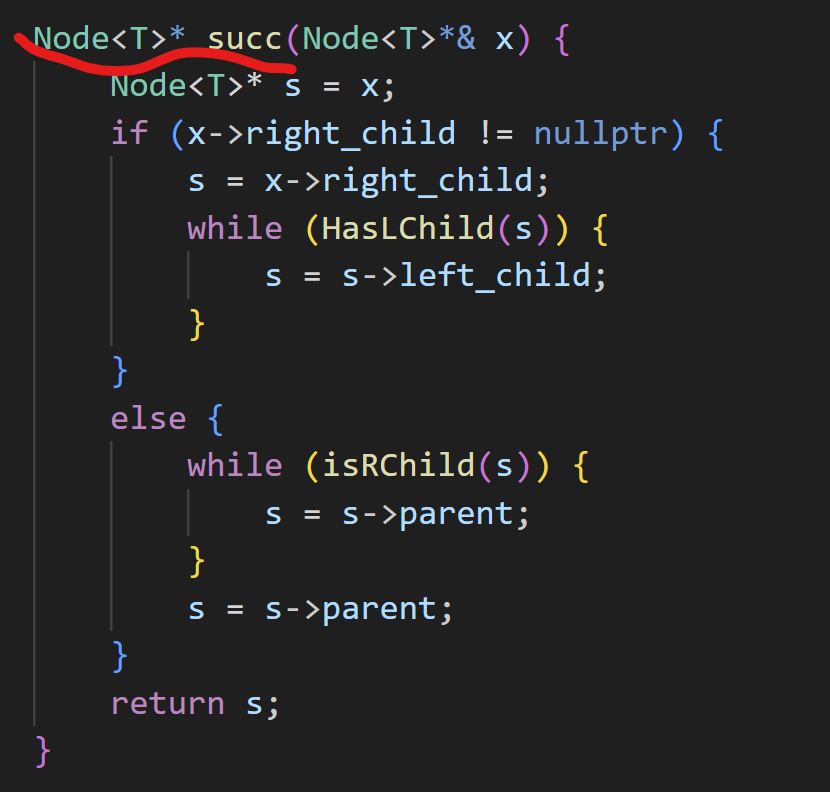 Node<T>* succ(Node<T>*& x) {
    Node<T>* s = x;
    if (x->right_child != nullptr) {
        s = x->right_child;
        while (HasLChild(s)) {
            s = s->left_child;
        }
    }
    else {
        while (isRChild(s)) {
            s = s->parent;
        }
        s = s->parent;
    }
    return s;
}